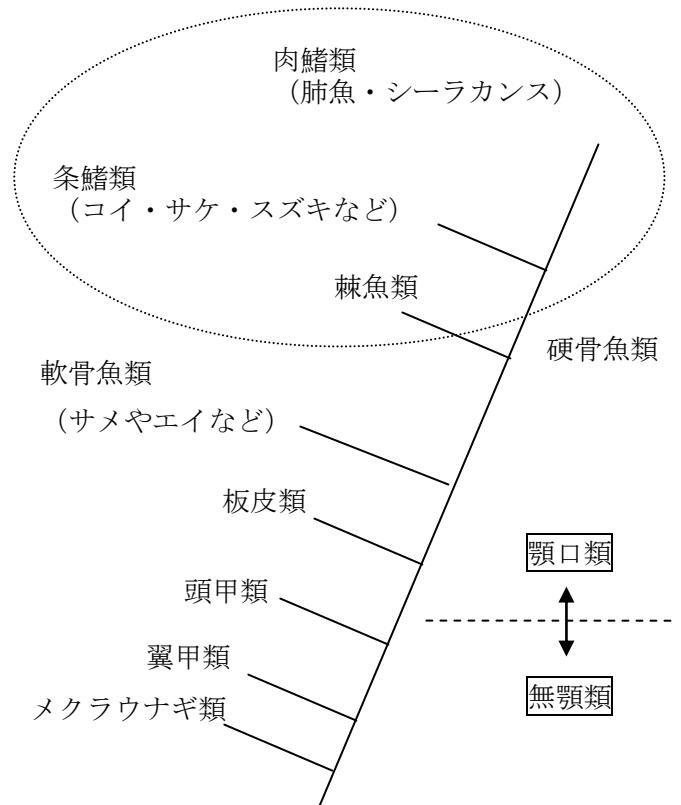 肉鰭類
（肺魚・シーラカンス）
条鰭類
（コイ・サケ・スズキなど）
棘魚類
硬骨魚類
軟骨魚類
（サメやエイなど）
板皮類
顎口類
頭甲類
翼甲類
無顎類
メクラウナギ類